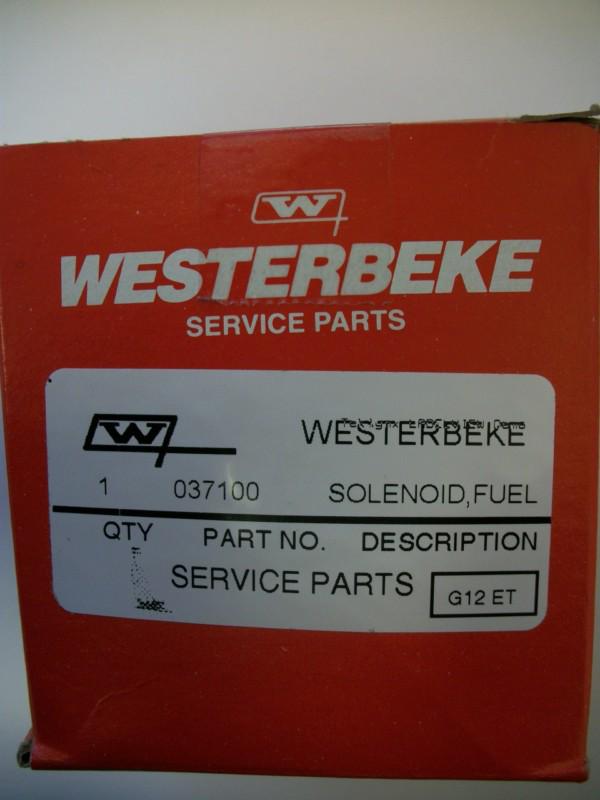 W
WESTERBEKE
SERVICE PARTS
W
WESTERBEKE
1 037100 SOLENOID,FUEL
QTY PART NO. DESCRIPTION
SERVICE PARTS
G12 ET